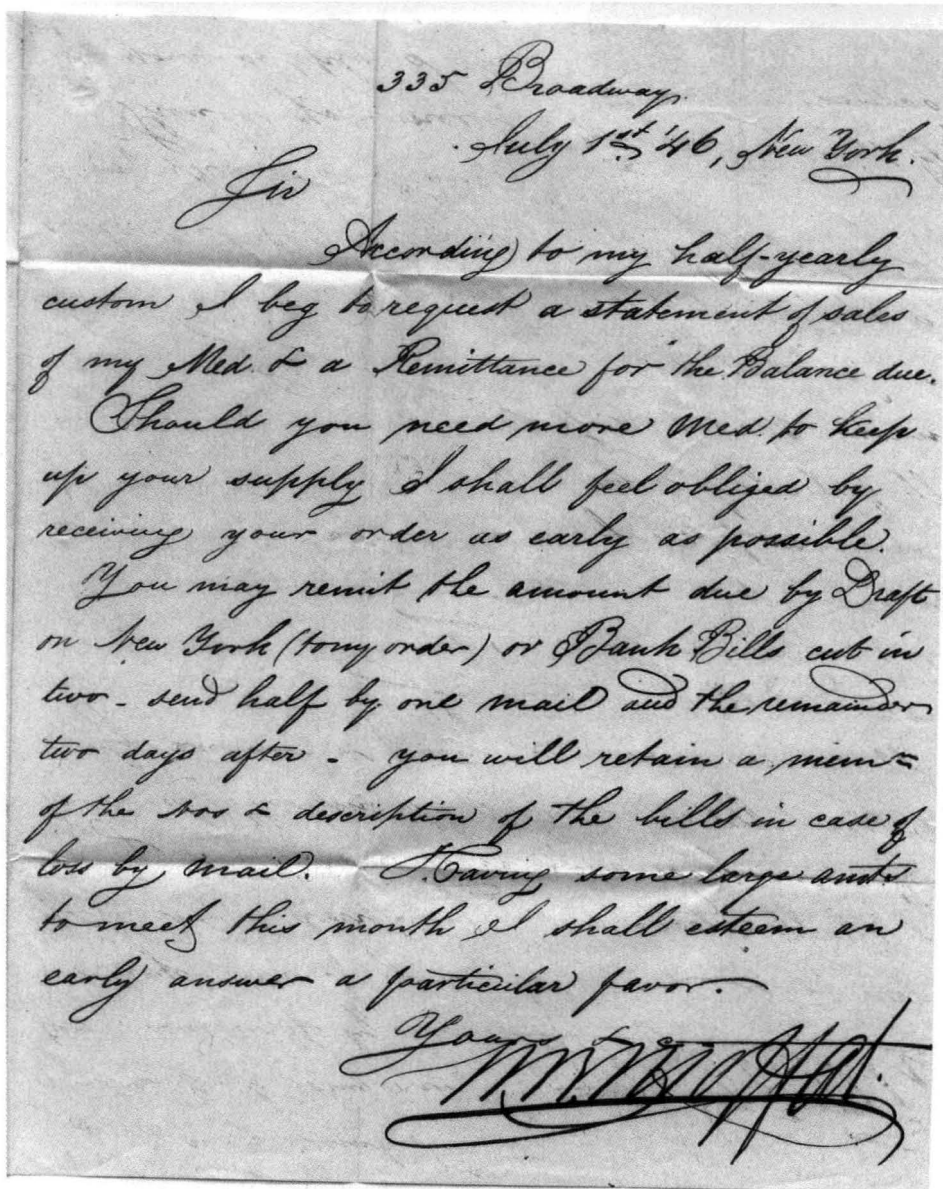 335 Broadway.
July 1st '46, New York.
Sir
According to my half-yearly
custom I beg to request a statement of sales
of my Med. & a Remittance for the Balance due.
Should you need more Med. to keep
up your supply I shall feel obliged by
receiving your order as early as possible.
You may remit the amount due by Draft
on New York (to my order) or Bank Bills cut in
two - send half by one mail and the remainder
two days after - you will retain a mem=
of the Nos & description of the bills in case of
loss by mail. Having some large amts
to meet this month I shall esteem an
early answer a particular favor.
Yours &c
Wm. Moffat.